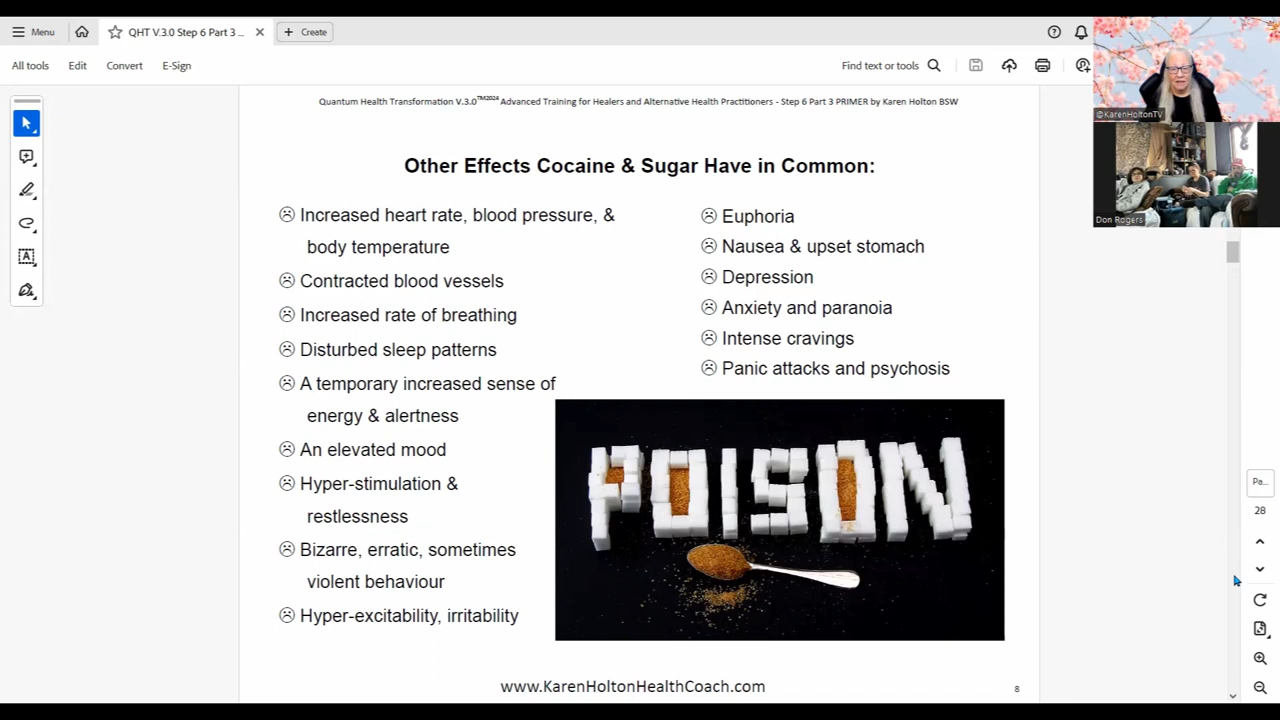 Menu
QHT V.3.0 Step 6 Part 3 ...
Create
All tools
Edit
Convert
E-Sign
Find text or tools
©KarenHoltonTV
Don Rogers
Quantum Health Transformation V.3.0™2024 Advanced Training for Healers and Alternative Health Practitioners - Step 6 Part 3 PRIMER by Karen Holton BSW
Other Effects Cocaine & Sugar Have in Common:
Increased heart rate, blood pressure, &
body temperature
Contracted blood vessels
Increased rate of breathing
Disturbed sleep patterns
A temporary increased sense of
energy & alertness
An elevated mood
Hyper-stimulation &
restlessness
Bizarre, erratic, sometimes
violent behaviour
Hyper-excitability, irritability
Euphoria
Nausea & upset stomach
Depression
Anxiety and paranoia
Intense cravings
Panic attacks and psychosis
POISON
www.KarenHoltonHealthCoach.com
8
Pa...
28